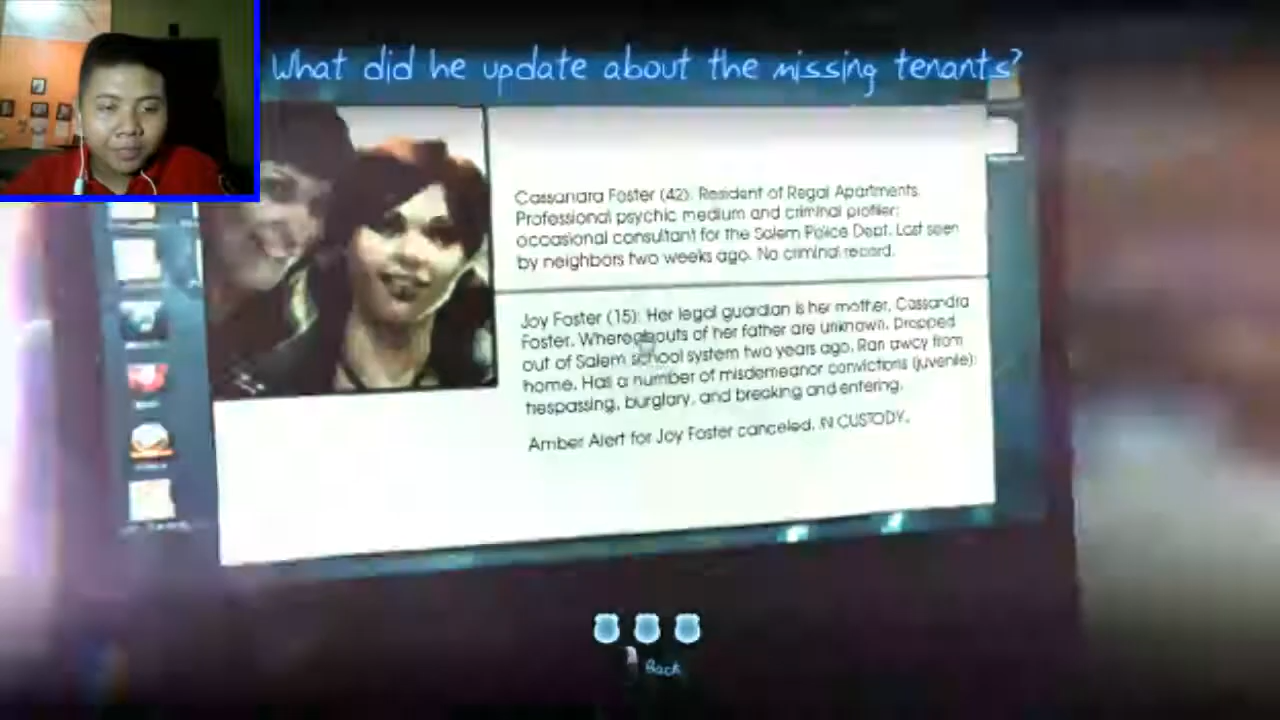 What did he update about the missing tenants?
Cassandra Foster (42). Resident of Regal Apartments.
Professional psychic medium and criminal profiler;
occasional consultant for the Salem Police Dept. Last seen
by neighbors two weeks ago. No criminal record.
Joy Foster (15): Her legal guardian is her mother, Cassandra
Foster. Whereabouts of her father are unknown. Dropped
out of Salem school system two years ago. Ran away from
home. Has a number of misdemeanor convictions (juvenile):
trespassing, burglary, and breaking and entering.
Amber Alert for Joy Foster canceled. IN CUSTODY.
Back